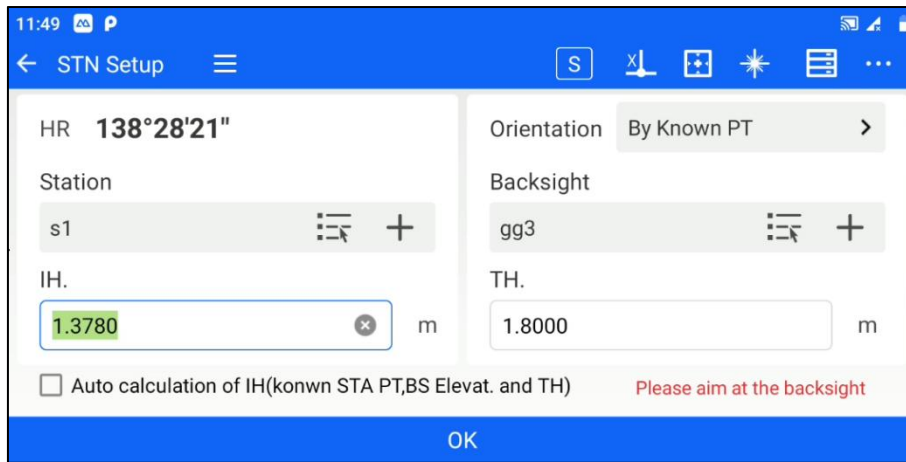 11:49
STN Setup
S
X
HR 138°28'21"
Orientation By Known PT
Station
Backsight
s1
gg3
IH.
TH.
1.3780 m
1.8000 m
Auto calculation of IH(konwn STA PT,BS Elevat. and TH)
Please aim at the backsight
OK